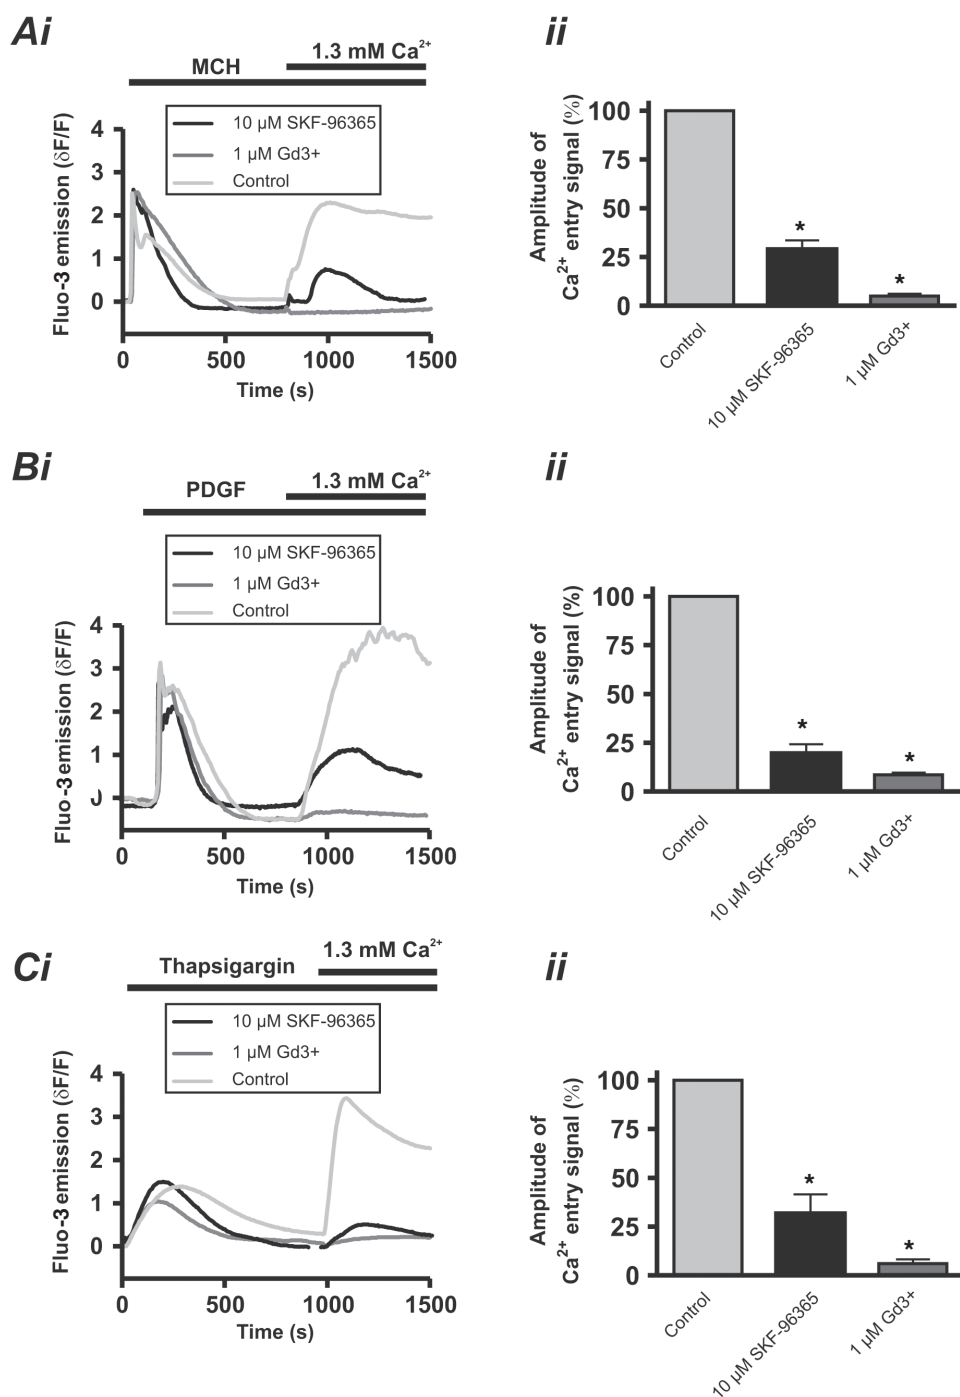 Ai
ii
1.3 mM Ca²⁺
MCH
10 µM SKF-96365
1 µM Gd3+
Control
Fluo-3 emission (δF/F)
4
3
2
1
0
0 500 1000 1500
Time (s)
Amplitude of
Ca²⁺ entry signal (%)
100
75
50
25
0
*
*
Control
10 µM SKF-96365
1 µM Gd3+
Bi
ii
1.3 mM Ca²⁺
PDGF
10 µM SKF-96365
1 µM Gd3+
Control
Fluo-3 emission (δF/F)
4
3
2
1
J
0 500 1000 1500
Time (s)
Amplitude of
Ca²⁺ entry signal (%)
100
75
50
25
0
*
*
Control
10 µM SKF-96365
1 µM Gd3+
Ci
ii
1.3 mM Ca²⁺
Thapsigargin
10 µM SKF-96365
1 µM Gd3+
Control
Fluo-3 emission (δF/F)
4
3
2
1
0
0 500 1000 1500
Time (s)
Amplitude of
Ca²⁺ entry signal (%)
100
75
50
25
0
*
*
Control
10 µM SKF-96365
1 µM Gd3+